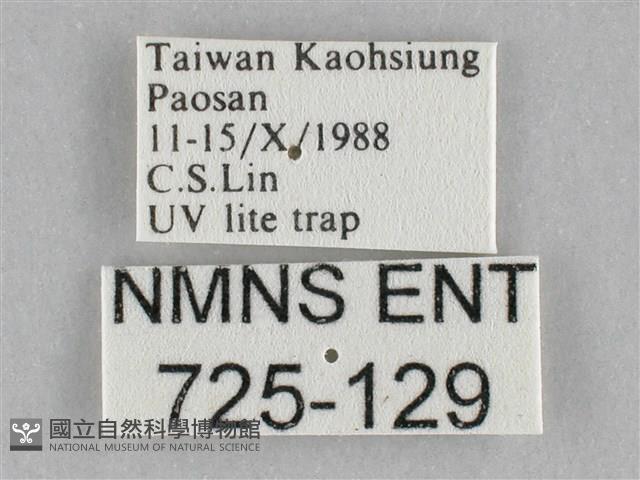 Taiwan Kaohsiung
Paosan
11-15/X/1988
C.S.Lin
UV lite trap
NMNS ENT
725-129
國立自然科學博物館
NATIONAL MUSEUM OF NATURAL SCIENCE